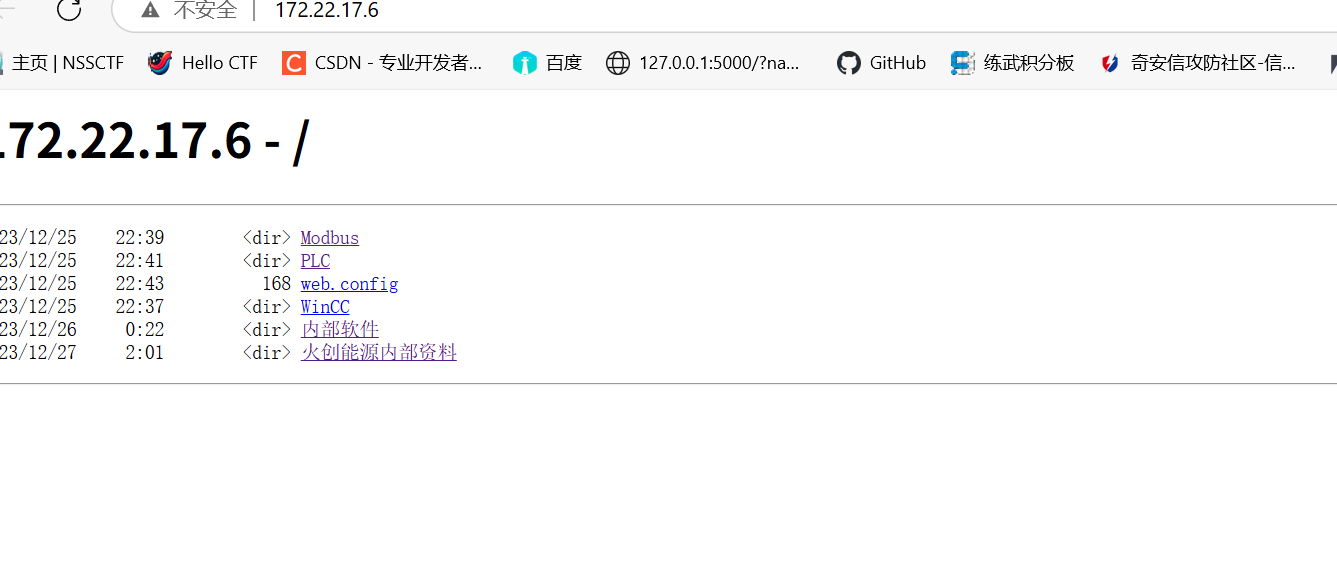 不安全 | 172.22.17.6
主页 | NSSCTF Hello CTF CSDN - 专业开发者... 百度 127.0.0.1:5000/?na... GitHub 练武积分板 奇安信攻防社区-信...
172.22.17.6 - /
23/12/25 22:39 <dir> Modbus
23/12/25 22:41 <dir> PLC
23/12/25 22:43 168 web.config
23/12/25 22:37 <dir> WinCC
23/12/26 0:22 <dir> 内部软件
23/12/27 2:01 <dir> 火创能源内部资料